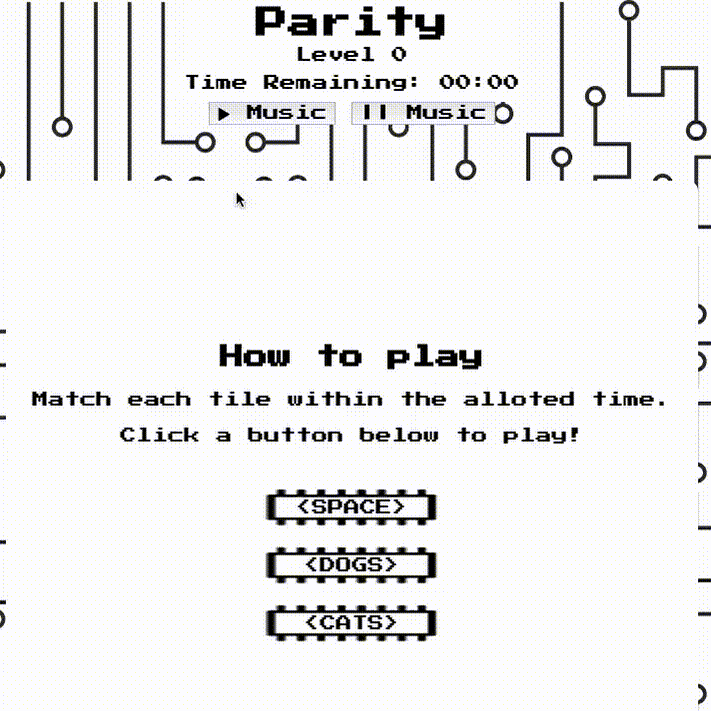 Parity
Level 0
Time Remaining: 00:00
▶ Music
❙❙ Music
How to play
Match each tile within the alloted time.
Click a button below to play!
<SPACE>
<DOGS>
<CATS>